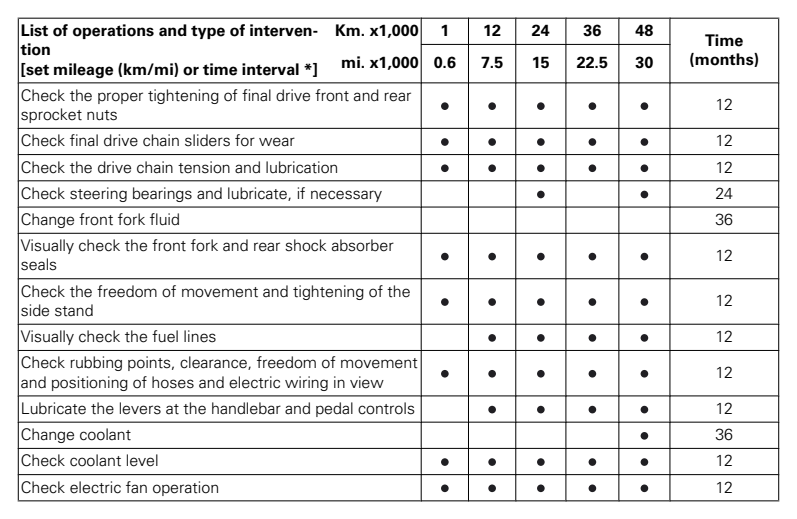 List of operations and type of interven- Km. x1,000 1 12 24 36 48 Time
tion
[set mileage (km/mi) or time interval *] mi. x1,000 0.6 7.5 15 22.5 30 (months)
Check the proper tightening of final drive front and rear
sprocket nuts ● ● ● ● ● 12
Check final drive chain sliders for wear ● ● ● ● ● 12
Check the drive chain tension and lubrication ● ● ● ● ● 12
Check steering bearings and lubricate, if necessary ● ● 24
Change front fork fluid 36
Visually check the front fork and rear shock absorber
seals ● ● ● ● ● 12
Check the freedom of movement and tightening of the
side stand ● ● ● ● ● 12
Visually check the fuel lines ● ● ● ● 12
Check rubbing points, clearance, freedom of movement
and positioning of hoses and electric wiring in view ● ● ● ● ● 12
Lubricate the levers at the handlebar and pedal controls ● ● ● ● 12
Change coolant ● 36
Check coolant level ● ● ● ● ● 12
Check electric fan operation ● ● ● ● ● 12